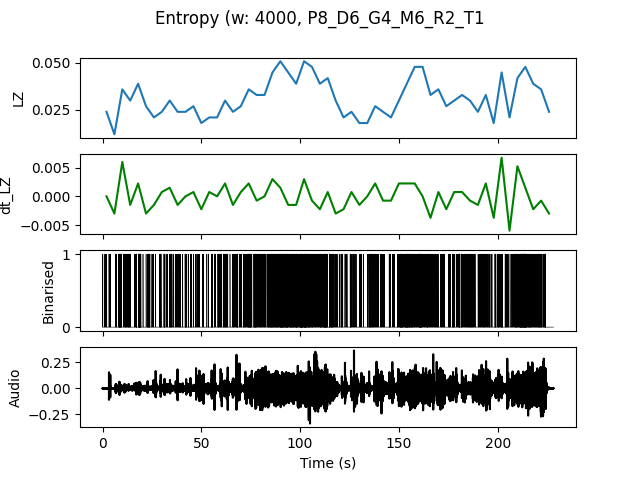 Entropy (w: 4000, P8_D6_G4_M6_R2_T1
0.050
0.025
LZ
0.005
0.000
−0.005
dt_LZ
1
0
Binarised
0.25
0.00
−0.25
Audio
0 50 100 150 200
Time (s)